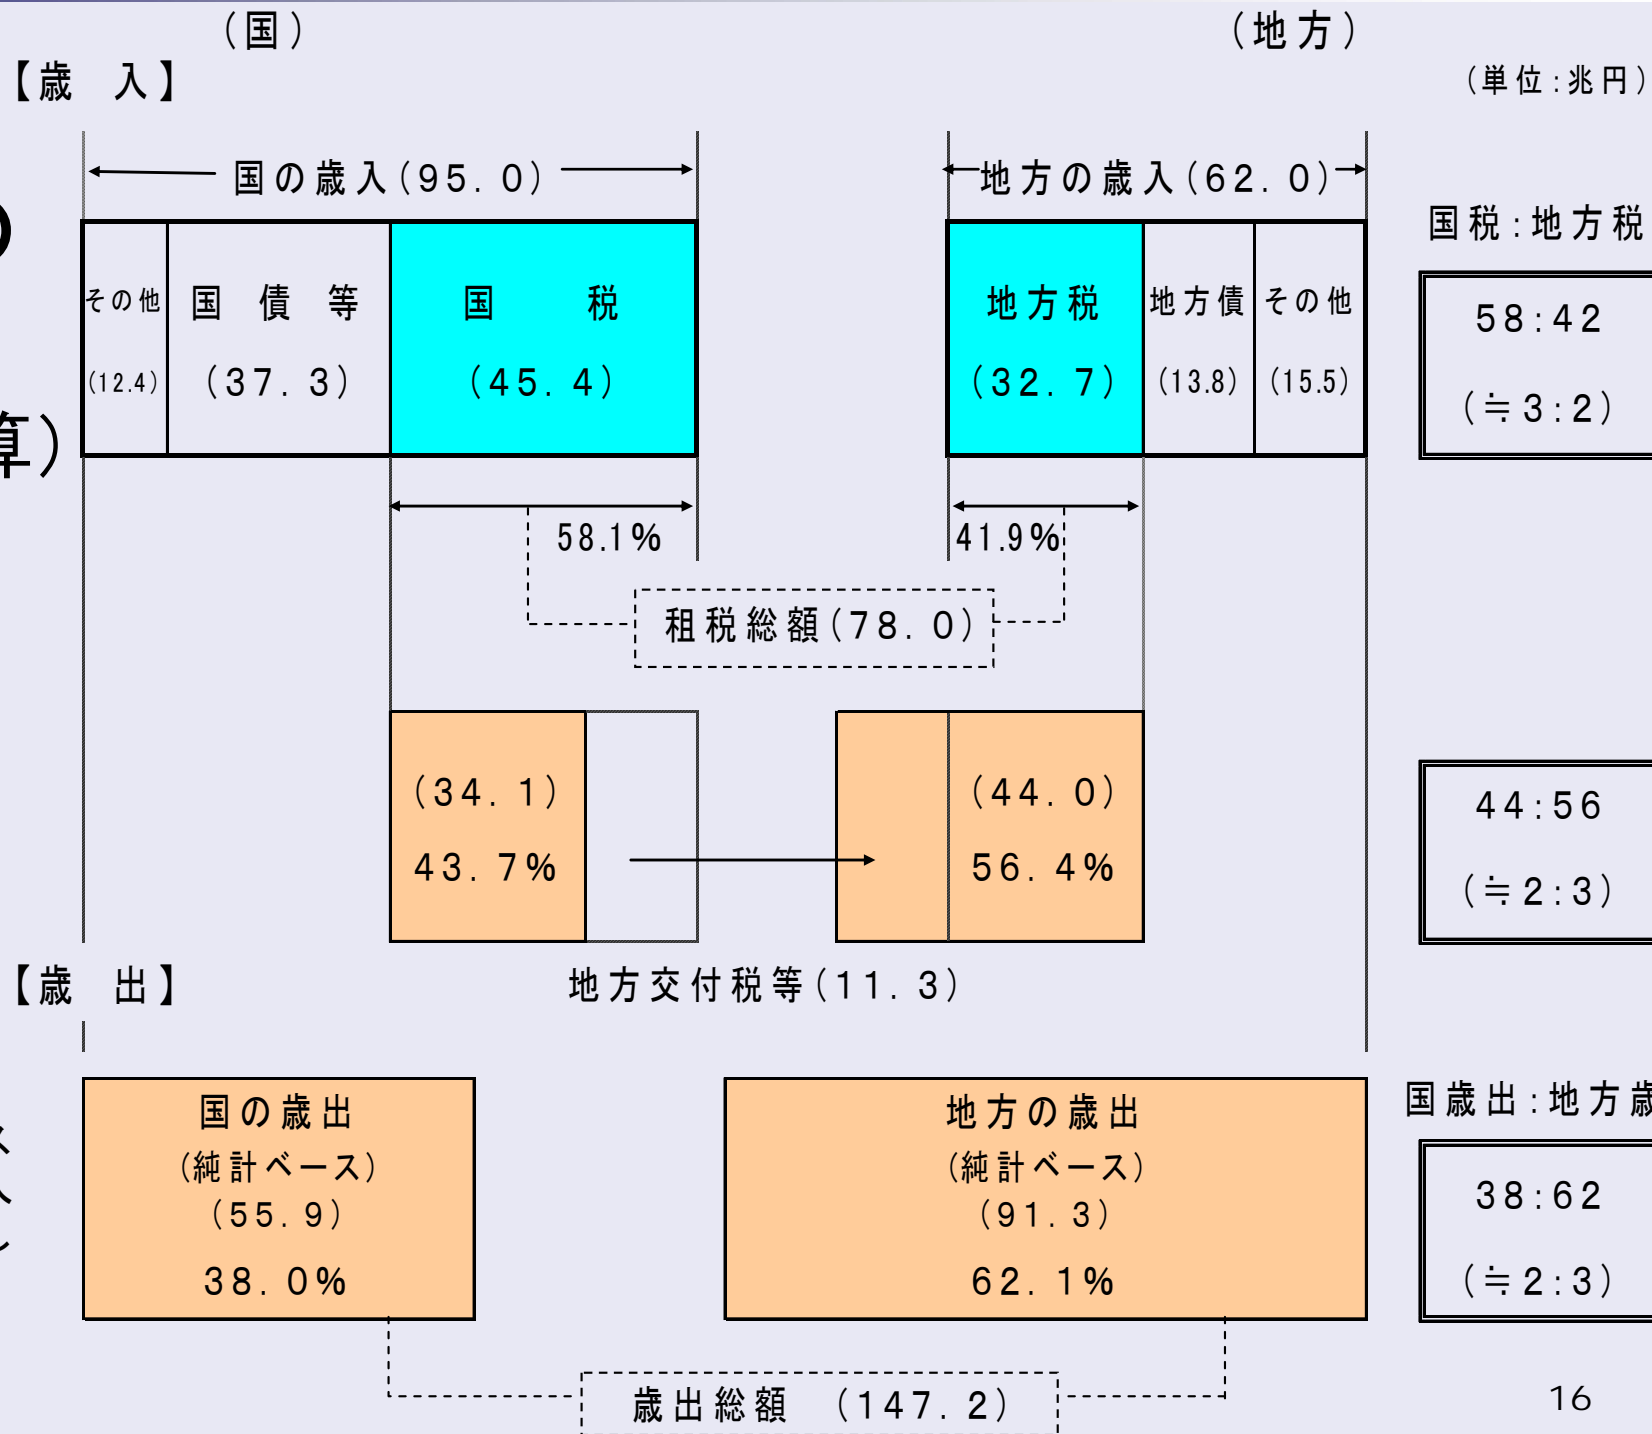 （国）
（地方）
【歳　入】
（単位：兆円）
国の歳入（９５．０）
地方の歳入（６２．０）
国税：地方税
その他
(12.4)
国　債　等
（３７．３）
国　　税
（４５．４）
地方税
（３２．７）
地方債
(13.8)
その他
(15.5)
５８：４２
（≒３：２）
算）
58.1％
41.9％
租税総額（７８．０）
（３４．１）
４３．７％
（４４．０）
５６．４％
４４：５６
（≒２：３）
【歳　出】
地方交付税等（１１．３）
国の歳出
（純計ベース）
（５５．９）
３８．０％
地方の歳出
（純計ベース）
（９１．３）
６２．１％
国歳出：地方歳
３８：６２
（≒２：３）
歳出総額　（１４７．２）
16